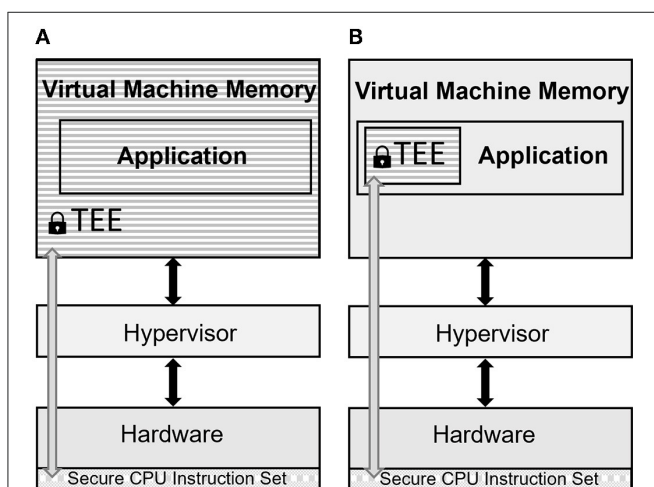 A
Virtual Machine Memory
Application
TEE
Hypervisor
Hardware
Secure CPU Instruction Set
B
Virtual Machine Memory
TEE Application
Hypervisor
Hardware
Secure CPU Instruction Set